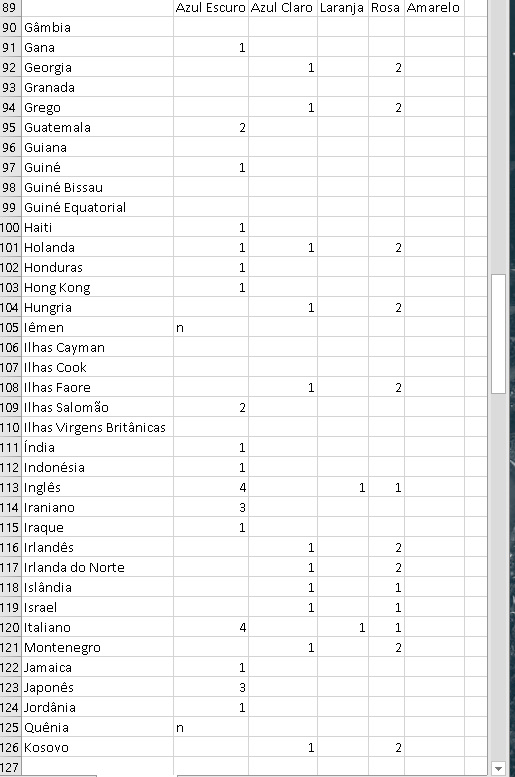 89 Azul Escuro Azul Claro Laranja Rosa Amarelo
90 Gâmbia
91 Gana 1
92 Georgia 1 2
93 Granada
94 Grego 1 2
95 Guatemala 2
96 Guiana
97 Guiné 1
98 Guiné Bissau
99 Guiné Equatorial
100 Haiti 1
101 Holanda 1 1 2
102 Honduras 1
103 Hong Kong 1
104 Hungria 1 2
105 Iêmen n
106 Ilhas Cayman
107 Ilhas Cook
108 Ilhas Faore 1 2
109 Ilhas Salomão 2
110 Ilhas Virgens Britânicas
111 Índia 1
112 Indonésia 1
113 Inglês 4 1 1
114 Iraniano 3
115 Iraque 1
116 Irlandês 1 2
117 Irlanda do Norte 1 2
118 Islândia 1 1
119 Israel 1 1
120 Italiano 4 1 1
121 Montenegro 1 2
122 Jamaica 1
123 Japonês 3
124 Jordânia 1
125 Quênia n
126 Kosovo 1 2
127